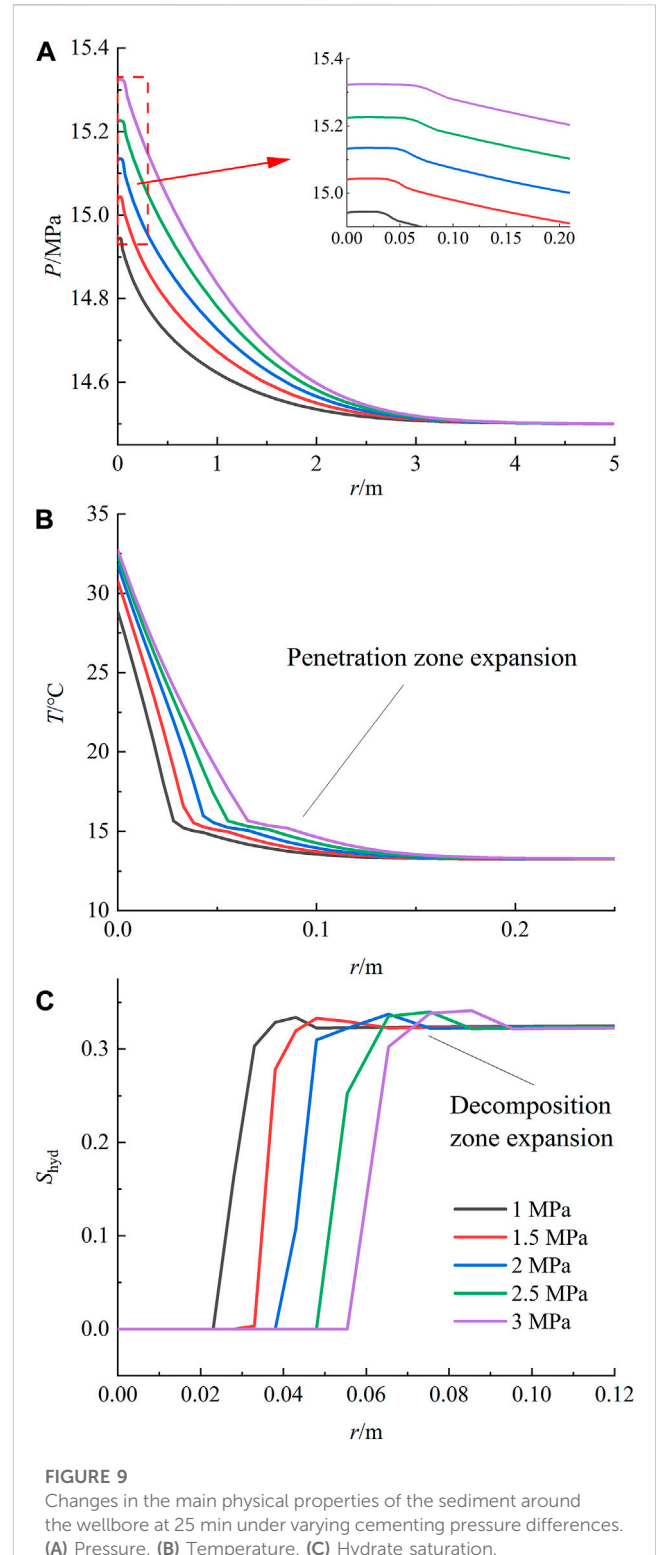 A
15.4
15.2
15.0
14.8
14.6
P/MPa
0
1
2
3
4
5
r/m
15.4
15.2
15.0
0.00
0.05
0.10
0.15
0.20
B
35
30
25
20
15
10
T/°C
Penetration zone expansion
0.0
0.1
0.2
r/m
C
0.3
0.2
0.1
0.0
Shyd
Decomposition
zone expansion
1 MPa
1.5 MPa
2 MPa
2.5 MPa
3 MPa
0.00
0.02
0.04
0.06
0.08
0.10
0.12
r/m
FIGURE 9
Changes in the main physical properties of the sediment around
the wellbore at 25 min under varying cementing pressure differences.
(A) Pressure. (B) Temperature. (C) Hydrate saturation.